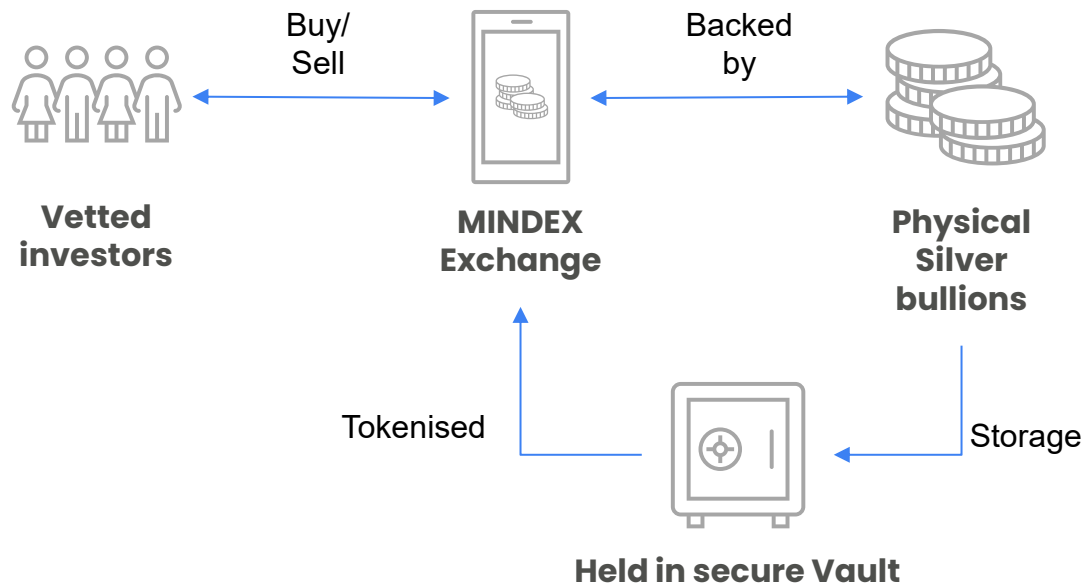 Buy/
Sell
Backed
by
Vetted
investors
MINDEX
Exchange
Physical
Silver
bullions
Tokenised
Storage
Held in secure Vault